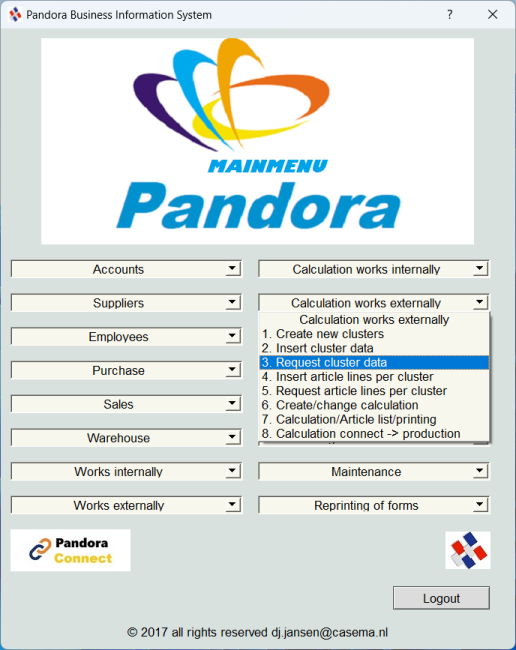 Pandora Business Information System
MAINMENU
Pandora
Accounts
Suppliers
Employees
Purchase
Sales
Warehouse
Works internally
Works externally
Calculation works internally
Calculation works externally
Calculation works externally
1. Create new clusters
2. Insert cluster data
3. Request cluster data
4. Insert article lines per cluster
5. Request article lines per cluster
6. Create/change calculation
7. Calculation/Article list/printing
8. Calculation connect -> production
Maintenance
Reprinting of forms
Pandora
Connect
Logout
© 2017 all rights reserved dj.jansen@casema.nl